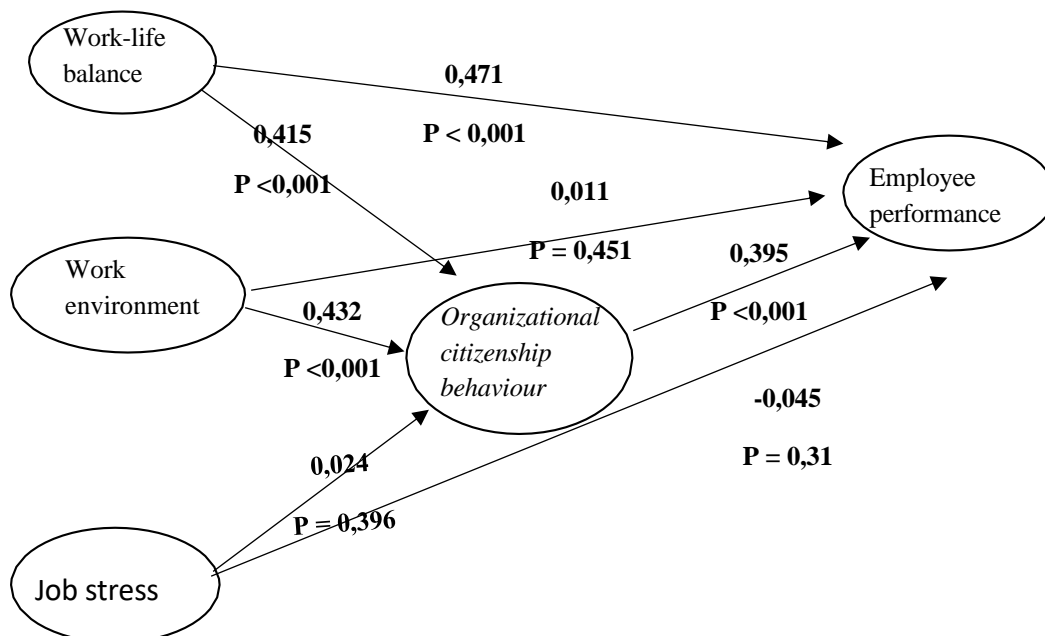 Work-life
balance
0,471
P < 0,001
0,415
P <0,001
Employee
performance
0,011
P = 0,451
Work
environment
0,395
P <0,001
0,432
P <0,001
Organizational
citizenship
behaviour
-0,045
P = 0,31
0,024
P = 0,396
Job stress